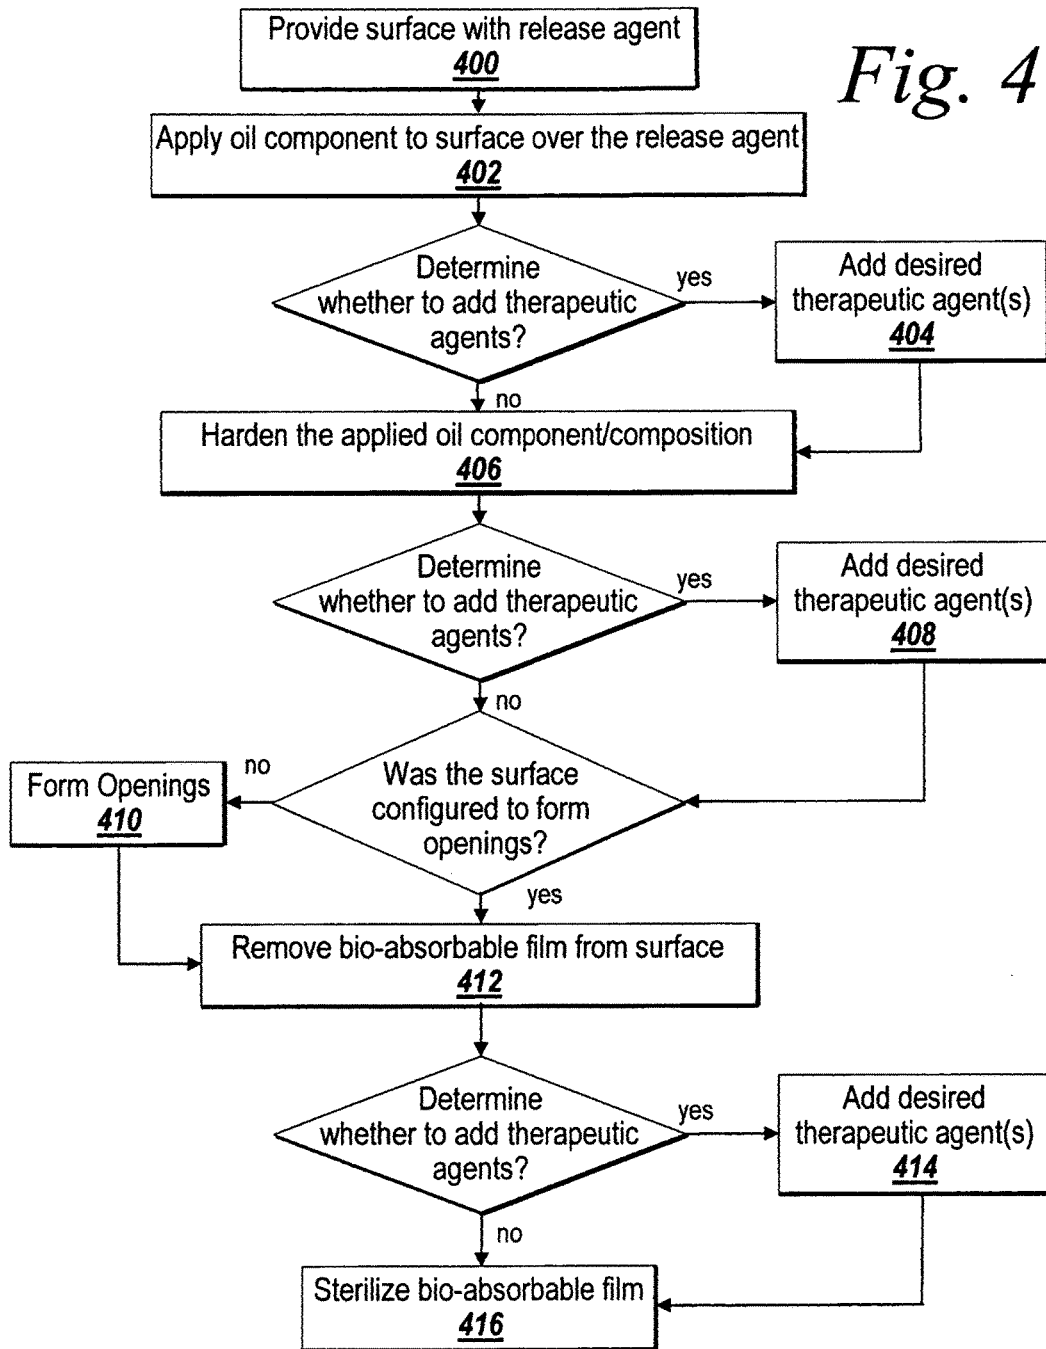 Fig. 4
Provide surface with release agent
400
Apply oil component to surface over the release agent
402
Determine
whether to add therapeutic
agents?
yes
Add desired
therapeutic agent(s)
404
no
Harden the applied oil component/composition
406
Determine
whether to add therapeutic
agents?
yes
Add desired
therapeutic agent(s)
408
no
Was the surface
configured to form
openings?
no
Form Openings
410
yes
Remove bio-absorbable film from surface
412
Determine
whether to add therapeutic
agents?
yes
Add desired
therapeutic agent(s)
414
no
Sterilize bio-absorbable film
416